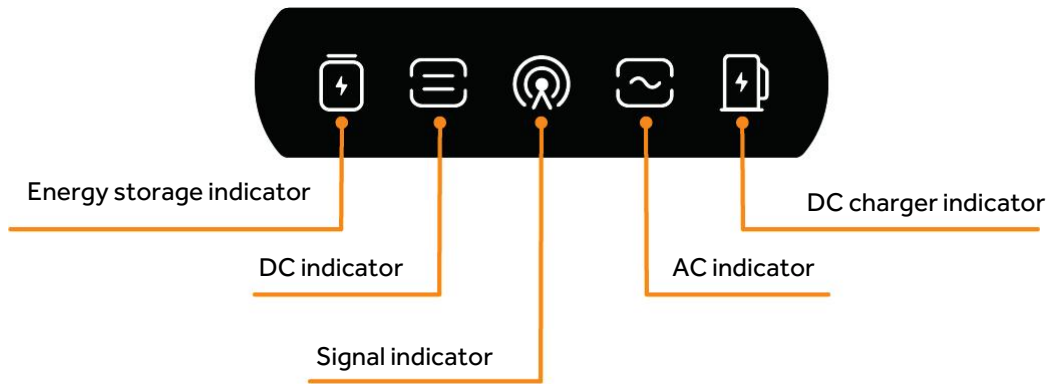 Energy storage indicator
DC charger indicator
DC indicator
AC indicator
Signal indicator